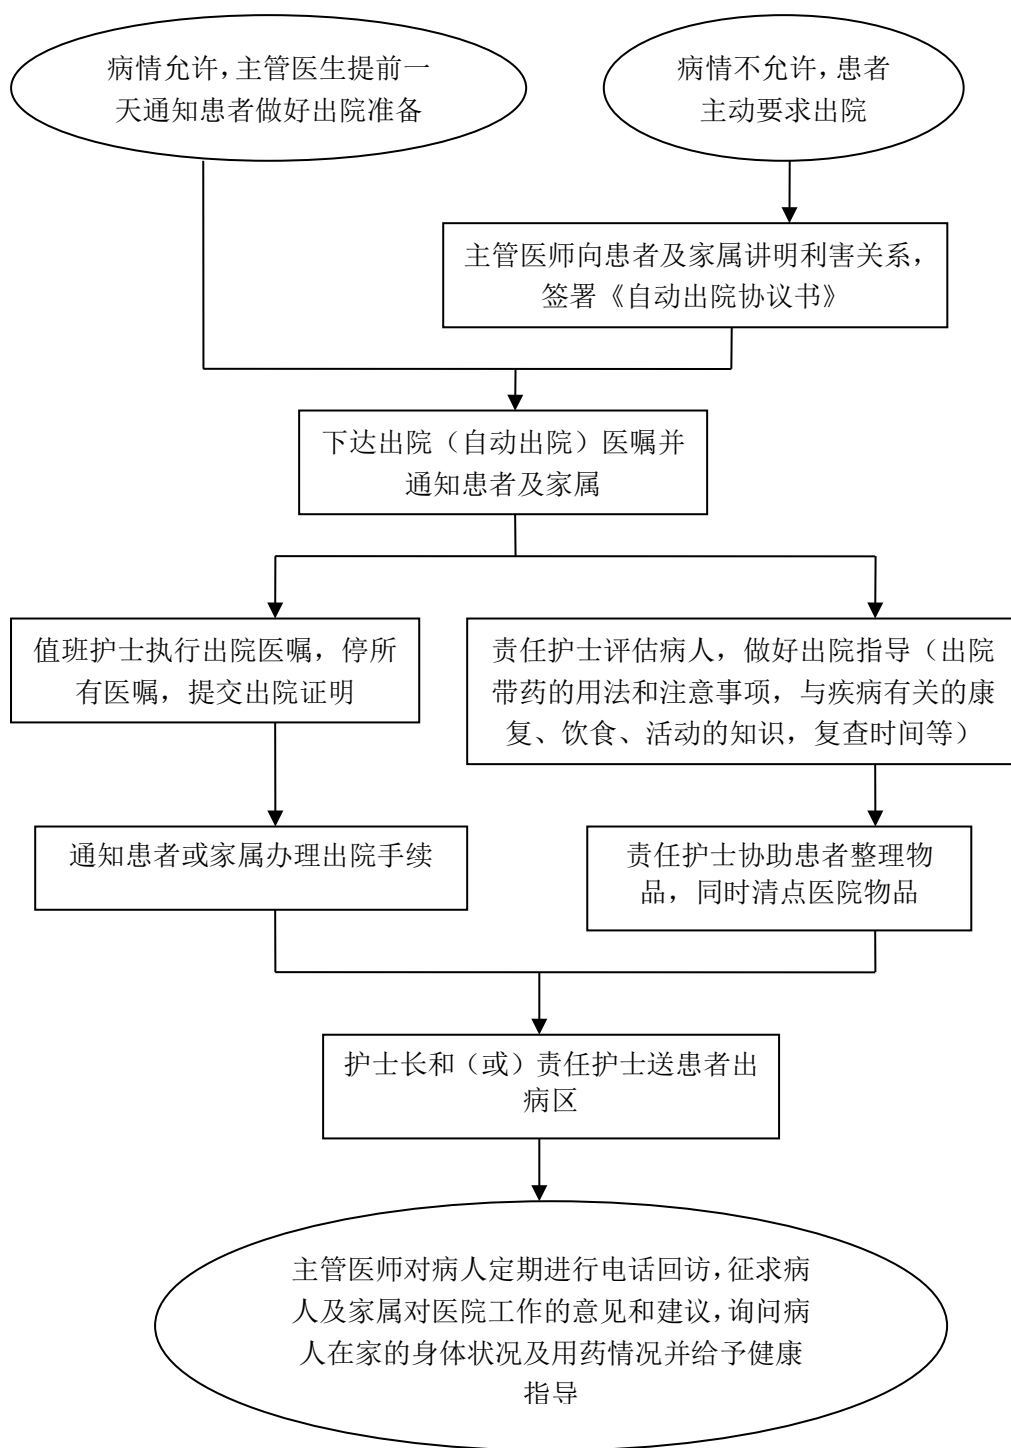 病情允许，主管医生提前一
天通知患者做好出院准备
病情不允许，患者
主动要求出院
主管医师向患者及家属讲明利害关系，
签署《自动出院协议书》
下达出院（自动出院）医嘱并
通知患者及家属
值班护士执行出院医嘱，停所
有医嘱，提交出院证明
责任护士评估病人，做好出院指导（出院
带药的用法和注意事项，与疾病有关的康
复、饮食、活动的知识，复查时间等）
通知患者或家属办理出院手续
责任护士协助患者整理物
品，同时清点医院物品
护士长和（或）责任护士送患者出
病区
主管医师对病人定期进行电话回访，征求病
人及家属对医院工作的意见和建议，询问病
人在家的身体状况及用药情况并给予健康
指导